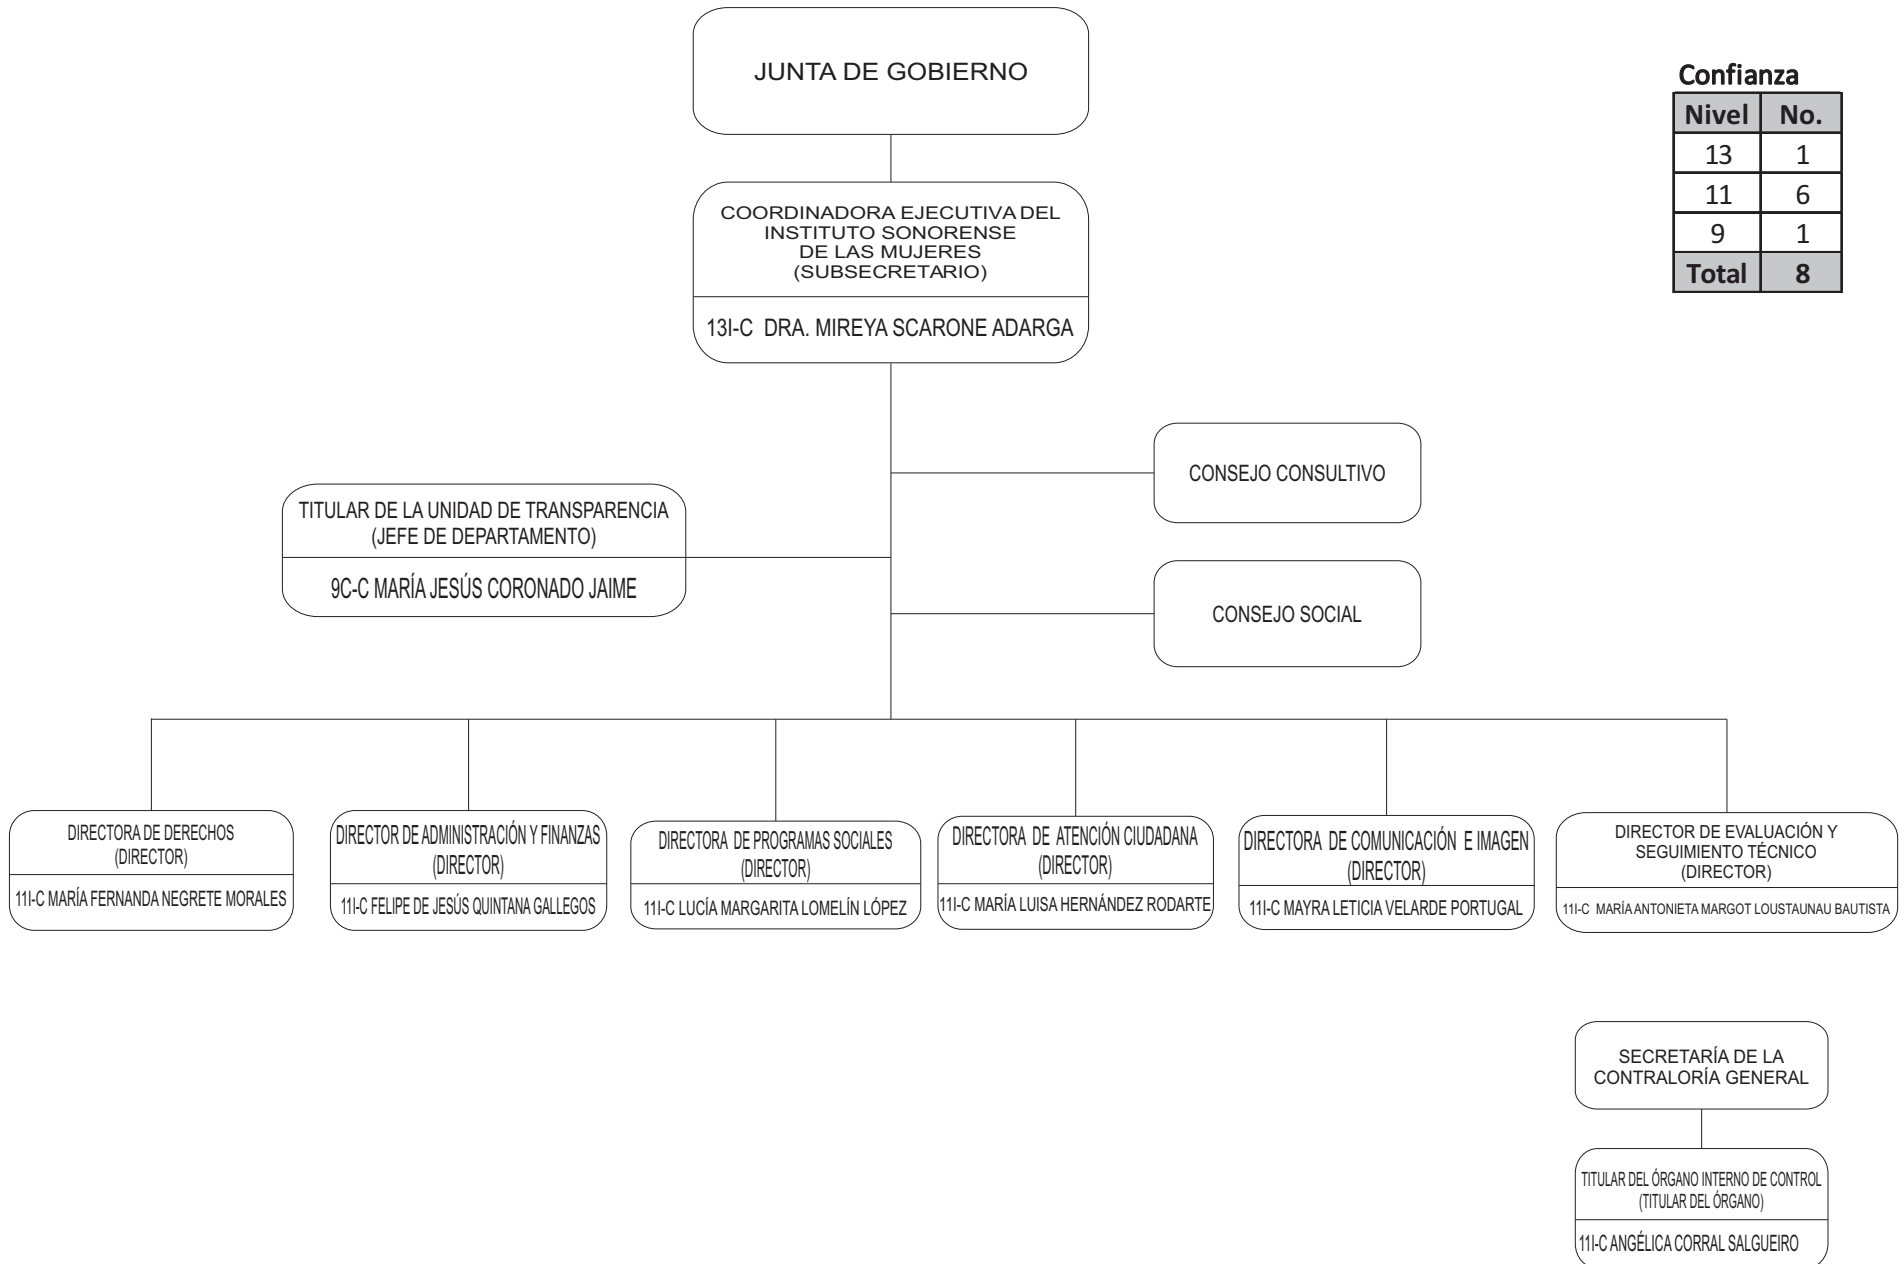 JUNTA DE GOBIERNO
Confianza
Nivel No.
13 1
11 6
9 1
Total 8
COORDINADORA EJECUTIVA DEL
INSTITUTO SONORENSE
DE LAS MUJERES
(SUBSECRETARIO)
13I-C DRA. MIREYA SCARONE ADARGA
CONSEJO CONSULTIVO
TITULAR DE LA UNIDAD DE TRANSPARENCIA
(JEFE DE DEPARTAMENTO)
9C-C MARÍA JESÚS CORONADO JAIME
CONSEJO SOCIAL
DIRECTORA DE DERECHOS
(DIRECTOR)
11I-C MARÍA FERNANDA NEGRETE MORALES
DIRECTOR DE ADMINISTRACIÓN Y FINANZAS
(DIRECTOR)
11I-C FELIPE DE JESÚS QUINTANA GALLEGOS
DIRECTORA DE PROGRAMAS SOCIALES
(DIRECTOR)
11I-C LUCÍA MARGARITA LOMELÍN LÓPEZ
DIRECTORA DE ATENCIÓN CIUDADANA
(DIRECTOR)
11I-C MARÍA LUISA HERNÁNDEZ RODARTE
DIRECTORA DE COMUNICACIÓN E IMAGEN
(DIRECTOR)
11I-C MAYRA LETICIA VELARDE PORTUGAL
DIRECTOR DE EVALUACIÓN Y
SEGUIMIENTO TÉCNICO
(DIRECTOR)
11I-C MARÍA ANTONIETA MARGOT LOUSTAUNAU BAUTISTA
SECRETARÍA DE LA
CONTRALORÍA GENERAL
TITULAR DEL ÓRGANO INTERNO DE CONTROL
(TITULAR DEL ÓRGANO)
11I-C ANGÉLICA CORRAL SALGUEIRO